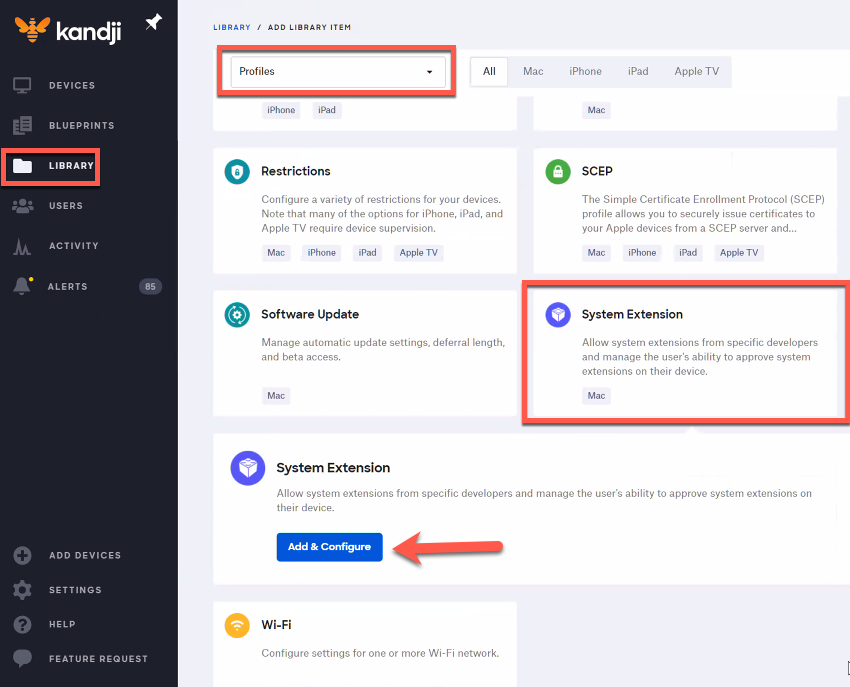 kandji
DEVICES
BLUEPRINTS
LIBRARY
USERS
ACTIVITY
ALERTS 85
ADD DEVICES
SETTINGS
HELP
FEATURE REQUEST
LIBRARY / ADD LIBRARY ITEM
Profiles
All Mac iPhone iPad Apple TV
iPhone iPad
Mac
Restrictions
Configure a variety of restrictions for your devices.
Note that many of the options for iPhone, iPad, and
Apple TV require device supervision.
Mac iPhone iPad Apple TV
SCEP
The Simple Certificate Enrollment Protocol (SCEP)
profile allows you to securely issue certificates to
your Apple devices from a SCEP server and...
Mac iPhone iPad Apple TV
Software Update
Manage automatic update settings, deferral length,
and beta access.
Mac
System Extension
Allow system extensions from specific developers
and manage the user's ability to approve system
extensions on their device.
Mac
System Extension
Allow system extensions from specific developers and manage the user's ability to approve system extensions on
their device.
Add & Configure
Wi-Fi
Configure settings for one or more Wi-Fi network.